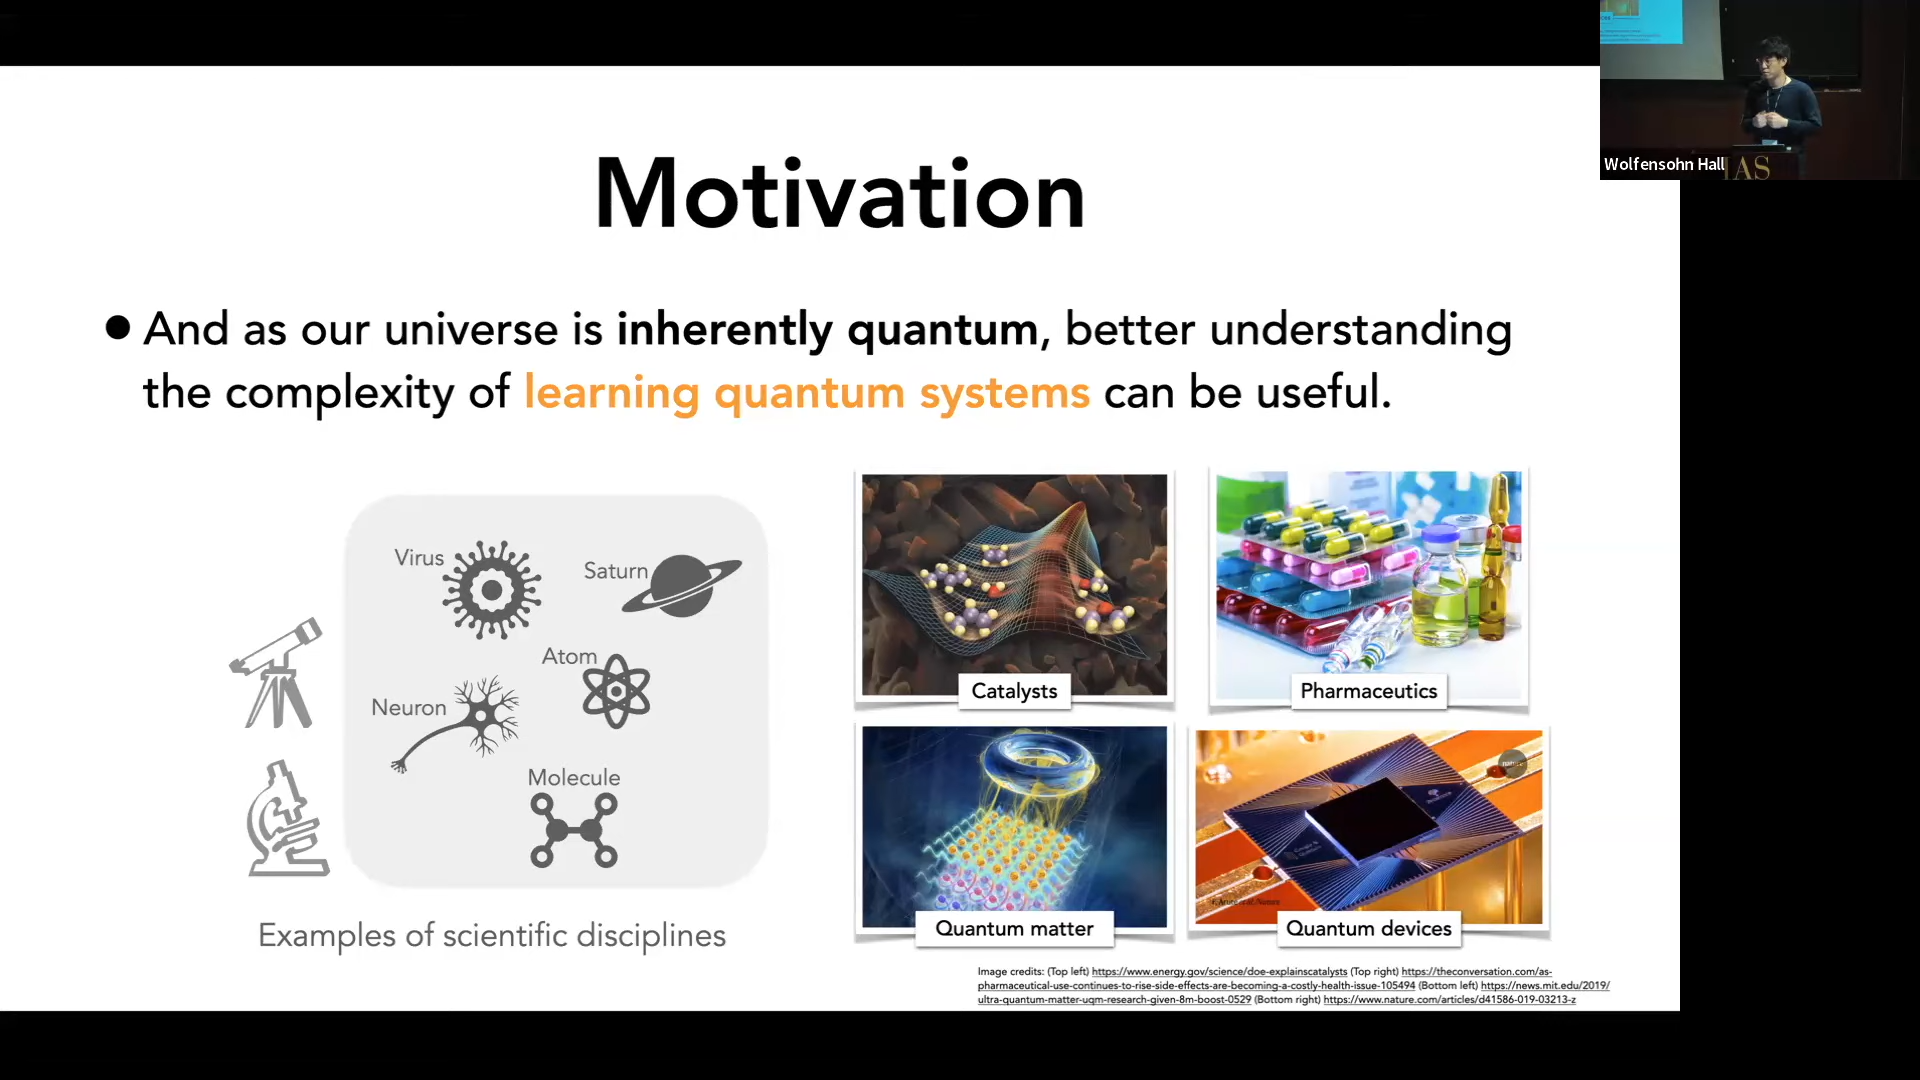 Wolfensohn Hall
IAS
Motivation
● And as our universe is inherently quantum, better understanding
the complexity of learning quantum systems can be useful.
Virus
Saturn
Atom
Neuron
Molecule
Examples of scientific disciplines
Catalysts
Pharmaceutics
nature
Quantum matter
Quantum devices
Image credits: (Top left) https://www.energy.gov/science/doe-explainscatalysts (Top right) https://theconversation.com/as-
pharmaceutical-use-continues-to-rise-side-effects-are-becoming-a-costly-health-issue-105494 (Bottom left) https://news.mit.edu/2019/
ultra-quantum-matter-uqm-research-given-8m-boost-0529 (Bottom right) https://www.nature.com/articles/d41586-019-03213-z